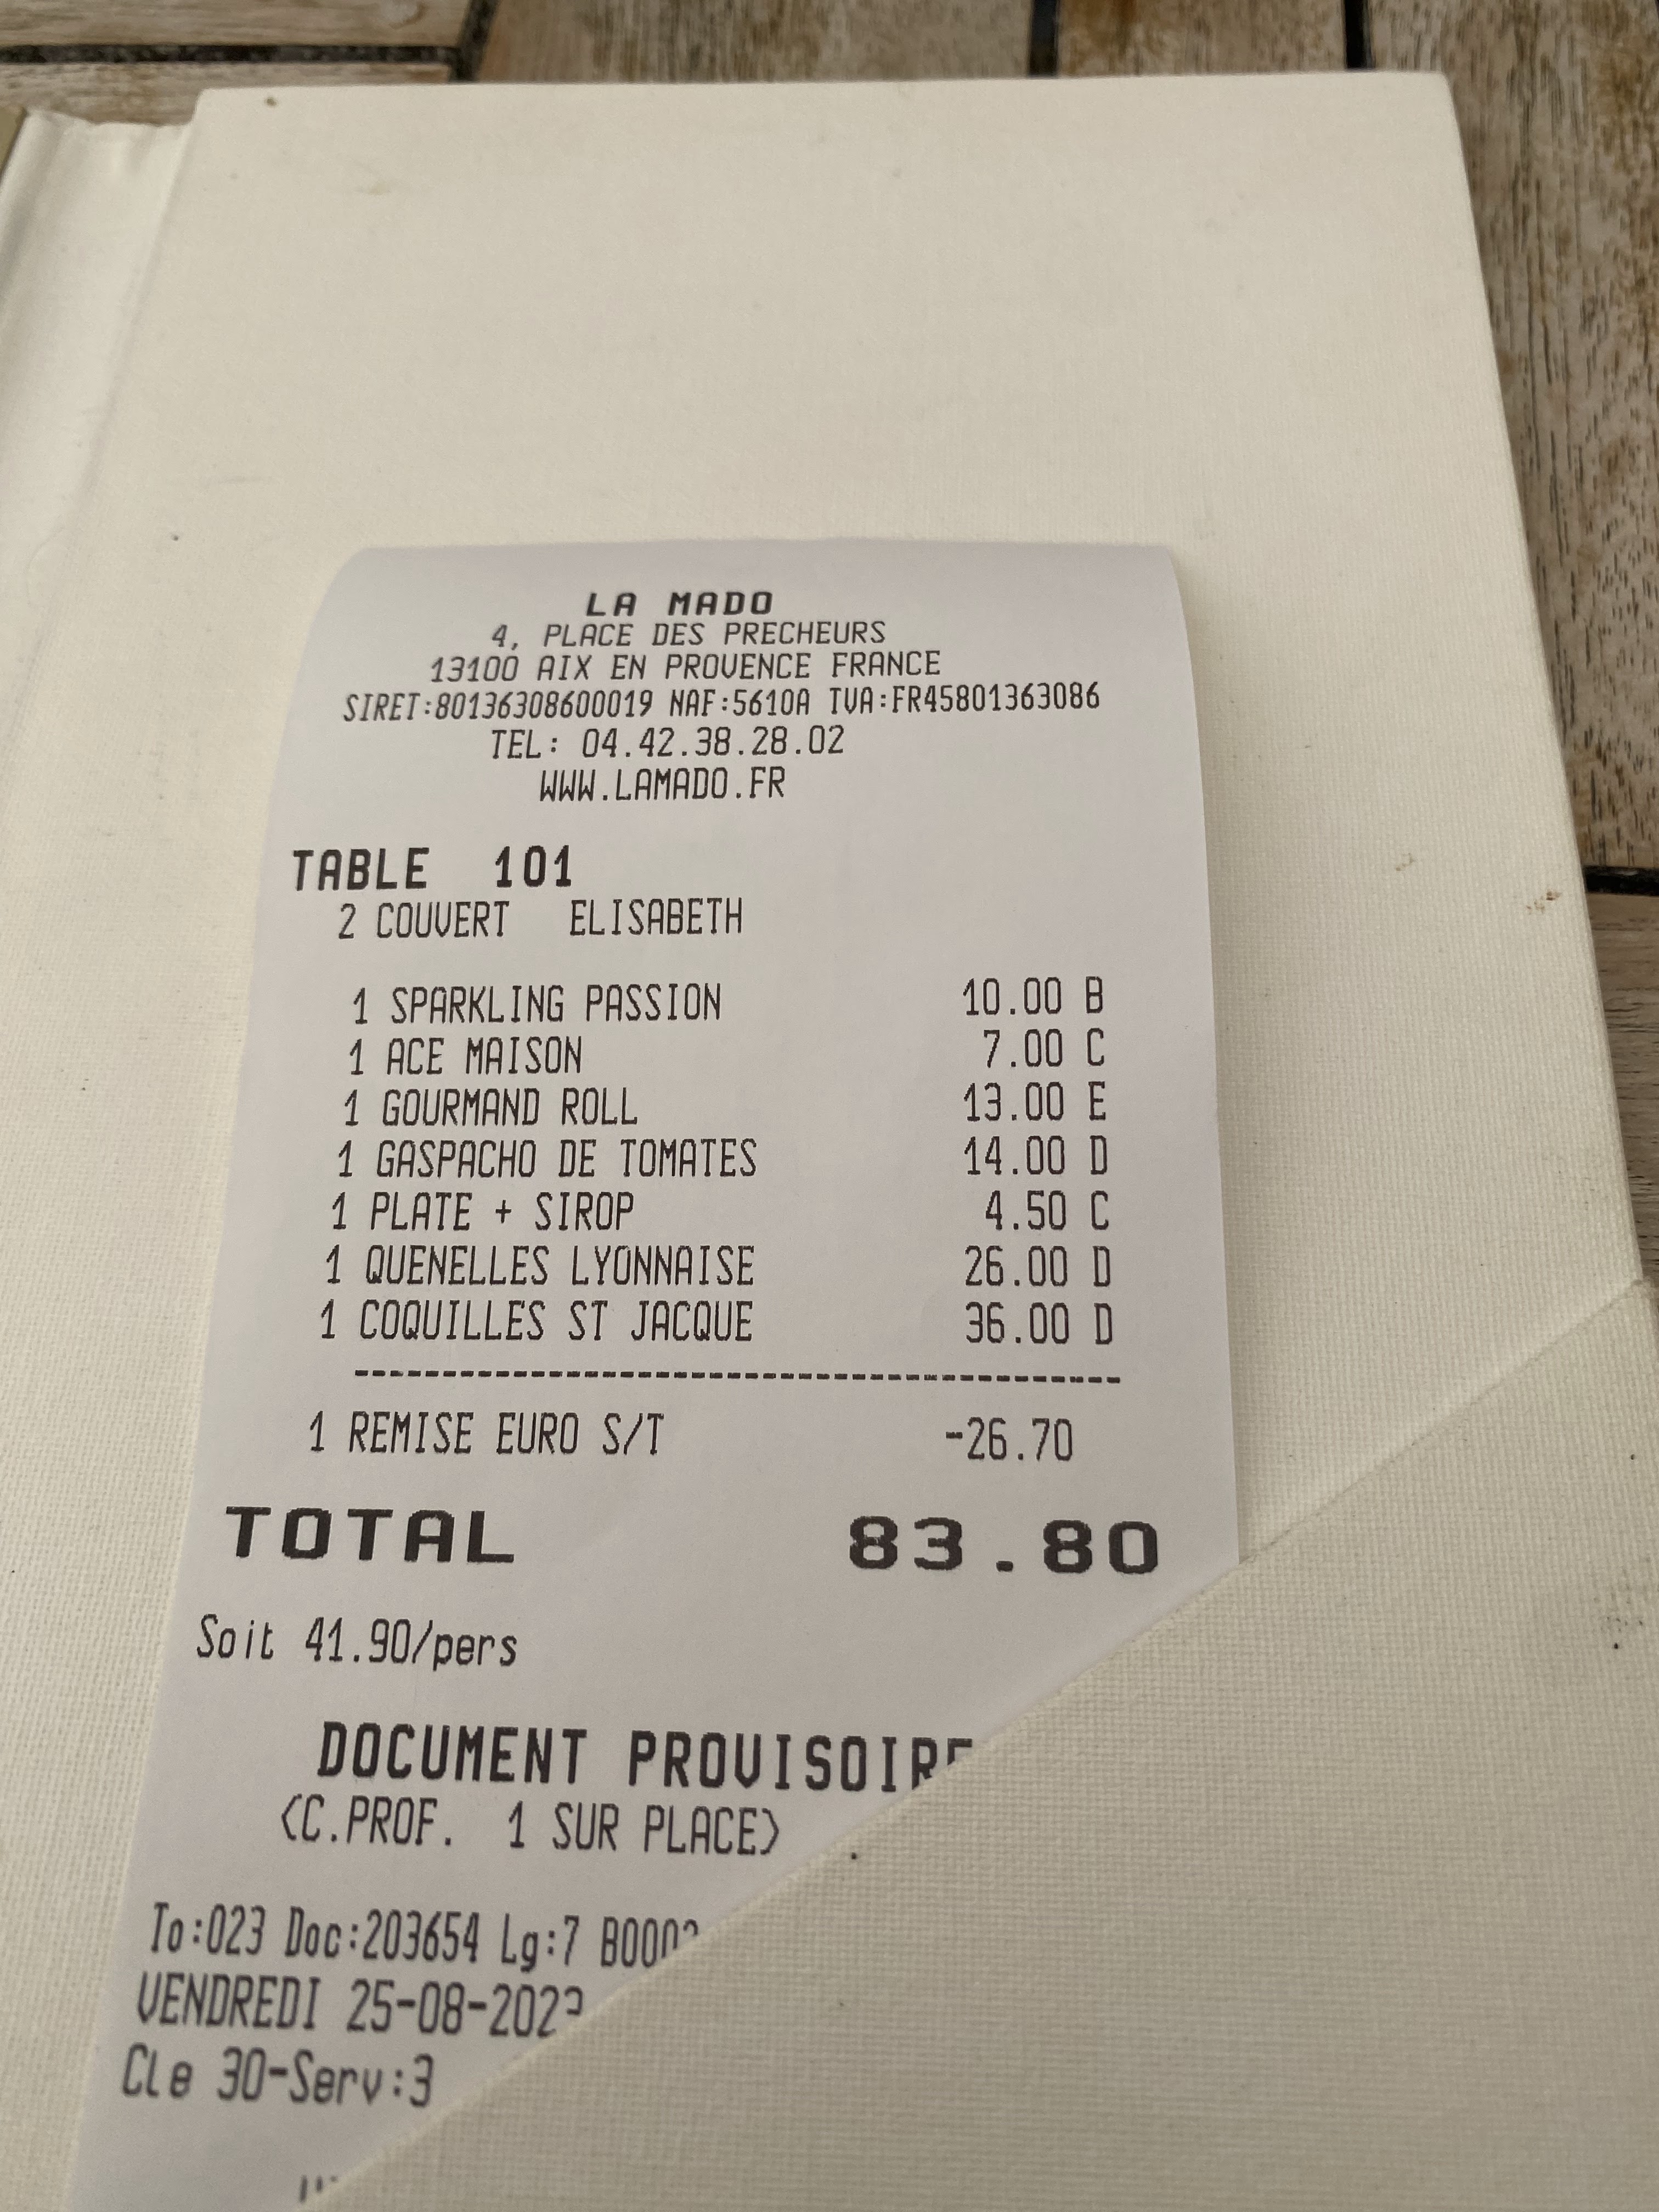 LA MADO
4, PLACE DES PRECHEURS
13100 AIX EN PROVENCE FRANCE
SIRET:80136308600019 NAF:5610A TVA:FR45801363086
TEL: 04.42.38.28.02
WWW.LAMADO.FR
TABLE 101
2 COUVERT ELISABETH
1 SPARKLING PASSION 10.00 B
1 ACE MAISON 7.00 C
1 GOURMAND ROLL 13.00 E
1 GASPACHO DE TOMATES 14.00 D
1 PLATE + SIROP 4.50 C
1 QUENELLES LYONNAISE 26.00 D
1 COQUILLES ST JACQUE 36.00 D
1 REMISE EURO S/T -26.70
TOTAL 83.80
Soit 41.90/pers
DOCUMENT PROVISOIRE
<C.PROF. 1 SUR PLACE>
To:023 Doc:203654 Lg:7
VENDREDI 25-08-2023
Cle 30-Serv:3